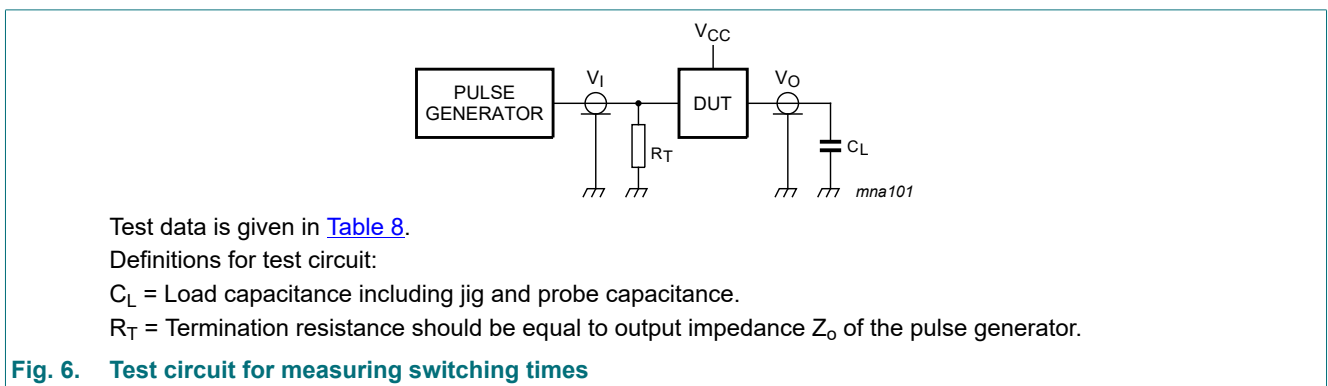 VCC
PULSE
GENERATOR
VI
DUT
VO
RT
CL
mna101
Test data is given in Table 8.
Definitions for test circuit:
CL = Load capacitance including jig and probe capacitance.
RT = Termination resistance should be equal to output impedance Zo of the pulse generator.
Fig. 6. Test circuit for measuring switching times